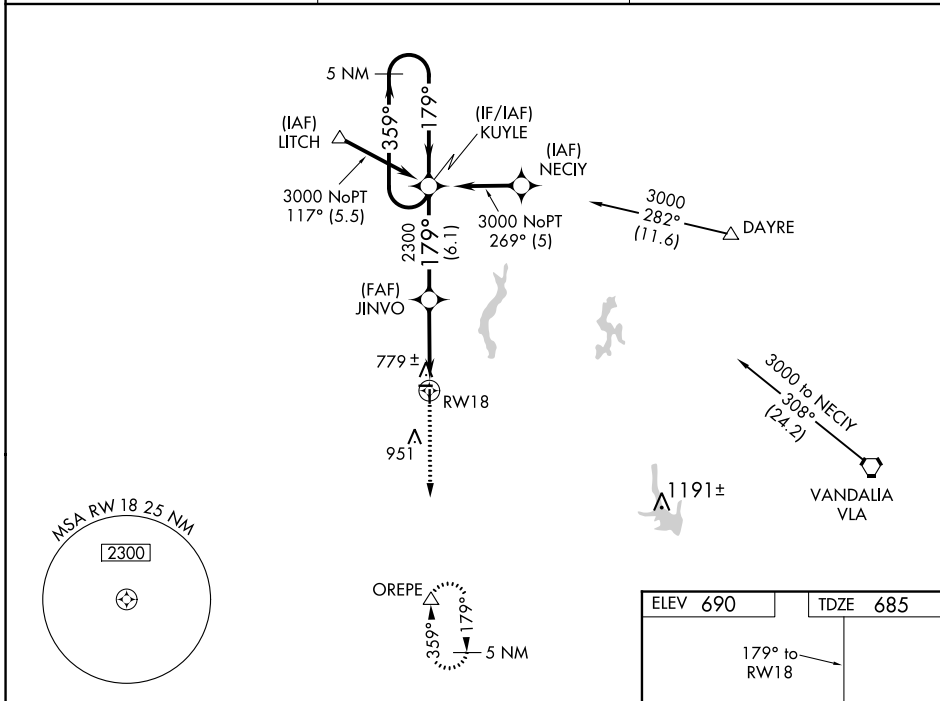 5 NM
359°
179°
(IF/IAF)
KUYLE
(IAF)
LITCH
(IAF)
NECIY
3000 NoPT
117° (5.5)
3000 NoPT
269° (5)
3000
282°
(11.6)
DAYRE
2300
179°
(6.1)
(FAF)
JINVO
779 ±
RW18
951
3000 to NECIY
308°
(24.2)
VANDALIA
VLA
1191±
MSA RW 18 25 NM
2300
OREPE
359°
179°
5 NM
ELEV 690
TDZE 685
179° to
RW18